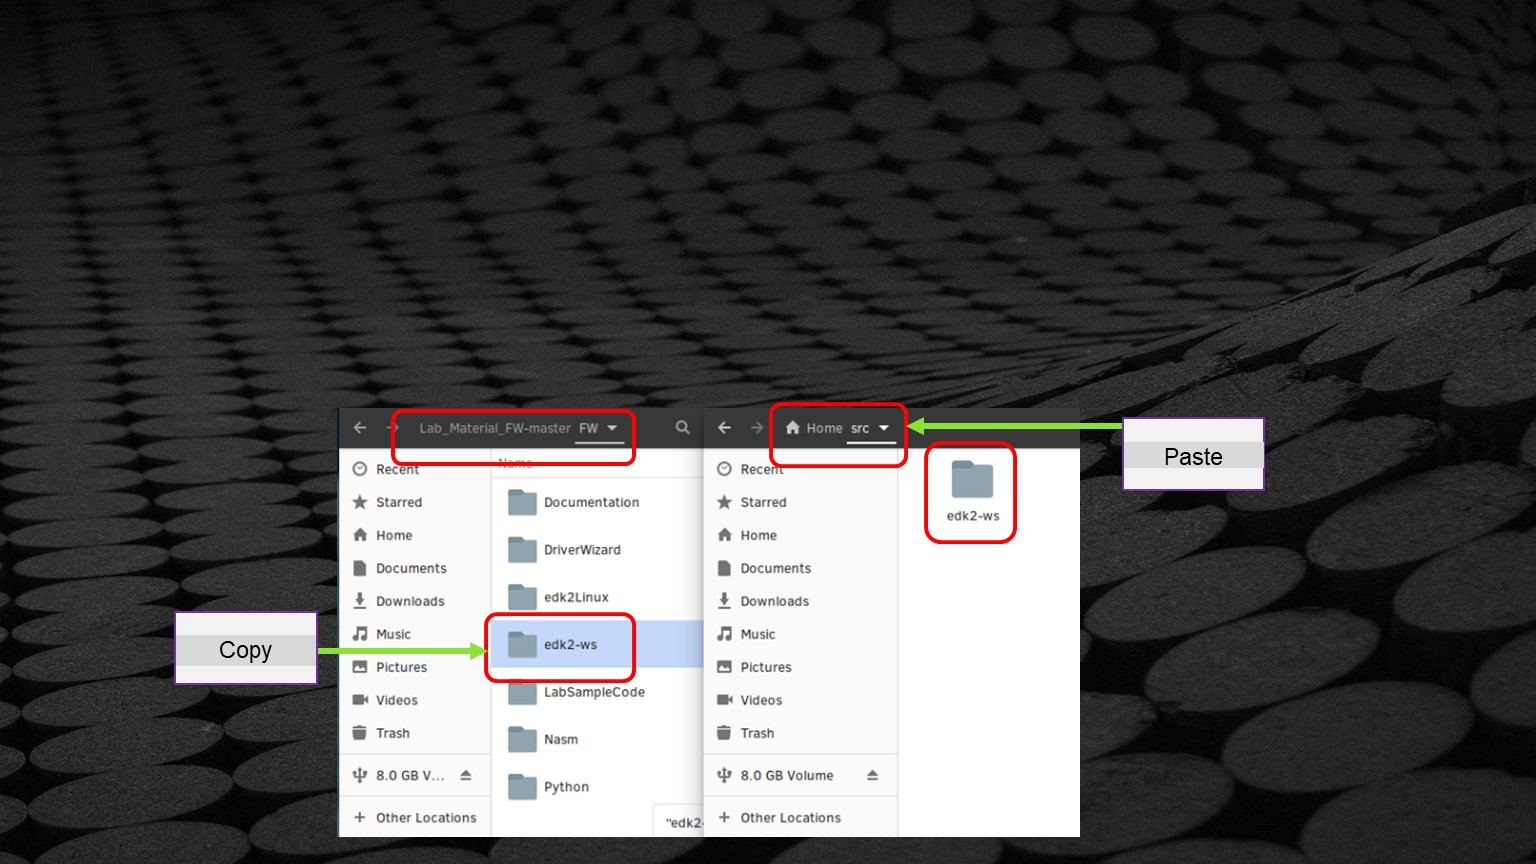 Lab_Material_FW-master FW
Name
Recent
Starred
Home
Documents
Downloads
Music
Pictures
Videos
Trash
8.0 GB V...
Other Locations
Documentation
DriverWizard
edk2Linux
edk2-ws
LabSampleCode
Nasm
Python
"edk2-
Home src
Recent
Starred
Home
Documents
Downloads
Music
Pictures
Videos
Trash
8.0 GB Volume
Other Locations
edk2-ws
Copy
Paste